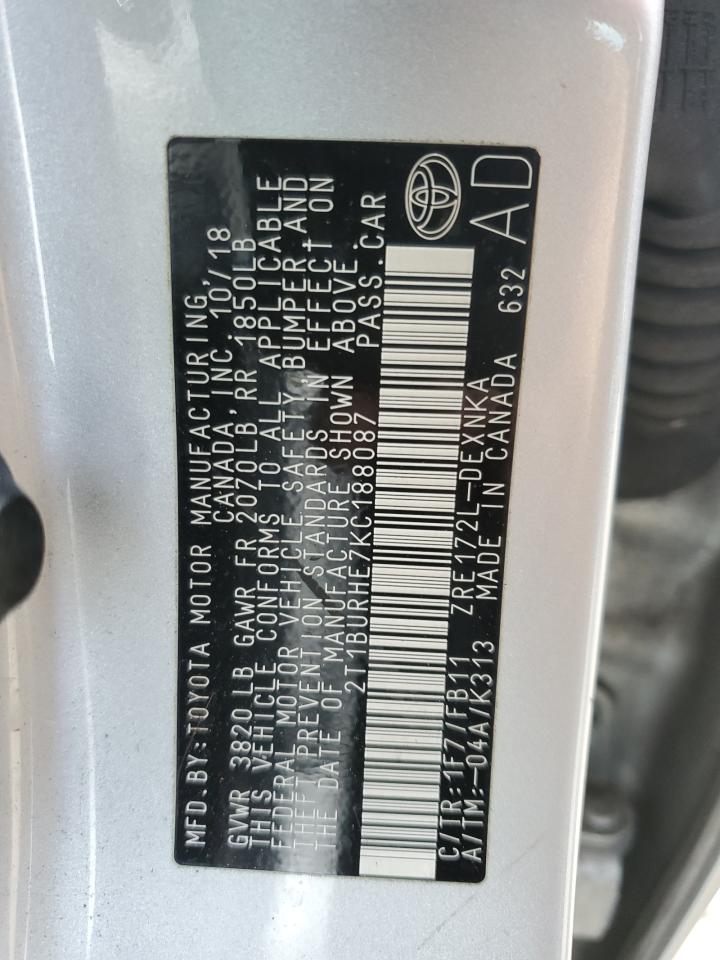 MFD.BY:TOYOTA MOTOR MANUFACTURING,
CANADA, INC. 10/18
GVWR 3820LB GAWR FR 2070LB, RR 1850LB
THIS VEHICLE CONFORMS TO ALL APPLICABLE
FEDERAL MOTOR VEHICLE SAFETY, BUMPER, AND
THEFT PREVENTION STANDARDS IN EFFECT ON
THE DATE OF MANUFACTURE SHOWN ABOVE.
2T1BURHE7KC188087 PASS.CAR
C/TR:1F7/FB11 ZRE172L-DEXNKA
A/TM:-04A/K313 MADE IN CANADA 632
AD